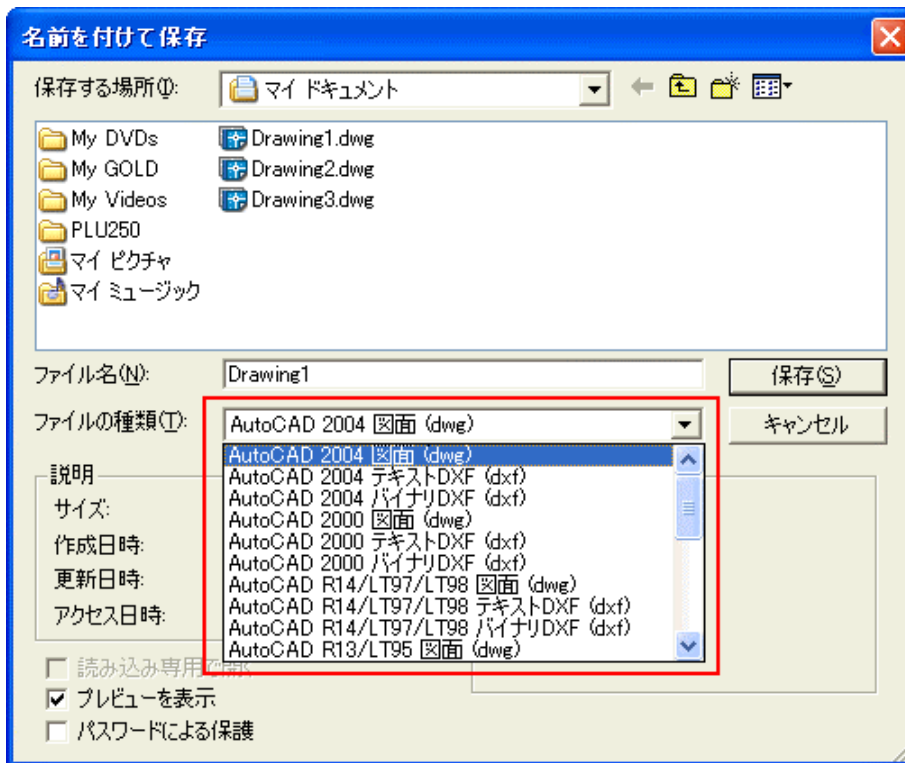 名前を付けて保存
保存する場所(I):
マイ ドキュメント
My DVDs
My GOLD
My Videos
PLU250
マイ ピクチャ
マイ ミュージック
Drawing1.dwg
Drawing2.dwg
Drawing3.dwg
ファイル名(N):
Drawing1
保存(S)
ファイルの種類(T):
AutoCAD 2004 図面 (dwg)
キャンセル
AutoCAD 2004 図面 (dwg)
AutoCAD 2004 テキストDXF (dxf)
AutoCAD 2004 バイナリDXF (dxf)
AutoCAD 2000 図面 (dwg)
AutoCAD 2000 テキストDXF (dxf)
AutoCAD 2000 バイナリDXF (dxf)
AutoCAD R14/LT97/LT98 図面 (dwg)
AutoCAD R14/LT97/LT98 テキストDXF (dxf)
AutoCAD R14/LT97/LT98 バイナリDXF (dxf)
AutoCAD R13/LT95 図面 (dwg)
説明
サイズ:
作成日時:
更新日時:
アクセス日時:
読み込み専用で開く
プレビューを表示
パスワードによる保護